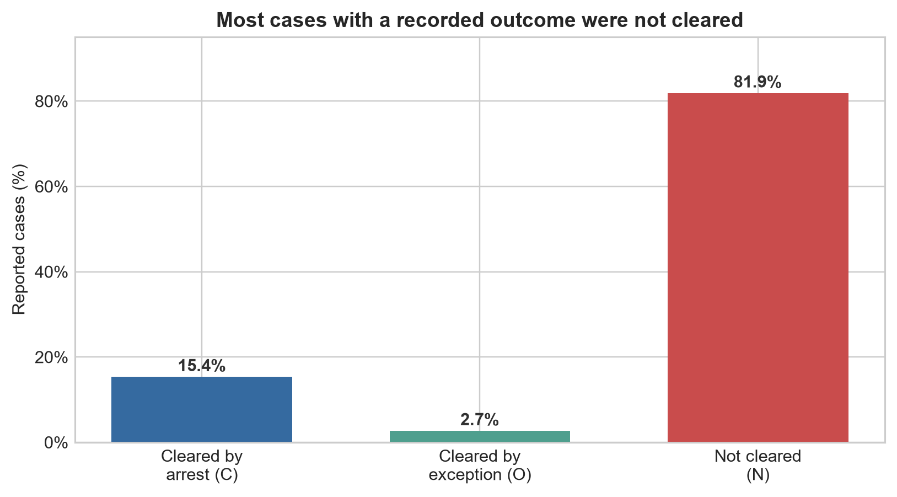 Most cases with a recorded outcome were not cleared
Reported cases (%)
80%
60%
40%
20%
0%
15.4%
2.7%
81.9%
Cleared by
arrest (C)
Cleared by
exception (O)
Not cleared
(N)